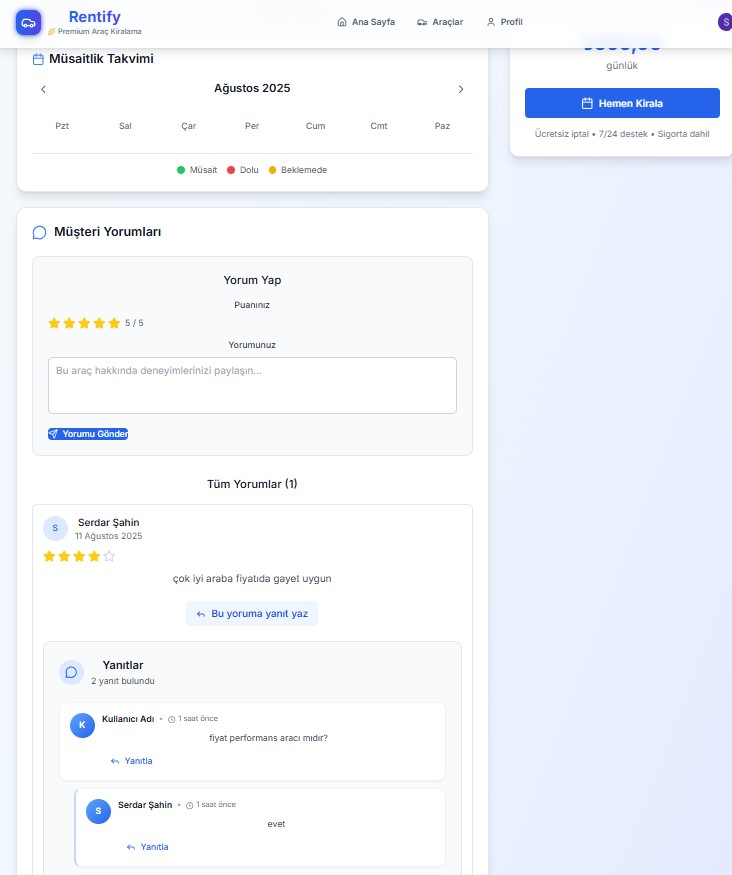 Rentify
Premium Araç Kiralama
Ana Sayfa
Araçlar
Profil
S
Müsaitlik Takvimi
Ağustos 2025
Pzt Sal Çar Per Cum Cmt Paz
Müsait Dolu Beklemede
günlük
Hemen Kirala
Ücretsiz iptal • 7/24 destek • Sigorta dahil
Müşteri Yorumları
Yorum Yap
Puanınız
5 / 5
Yorumunuz
Bu araç hakkında deneyimlerinizi paylaşın...
Yorumu Gönder
Tüm Yorumlar (1)
S
Serdar Şahin
11 Ağustos 2025
çok iyi araba fiyatıda gayet uygun
Bu yoruma yanıt yaz
Yanıtlar
2 yanıt bulundu
K
Kullanıcı Adı • 1 saat önce
fiyat performans aracı mıdır?
Yanıtla
S
Serdar Şahin • 1 saat önce
evet
Yanıtla